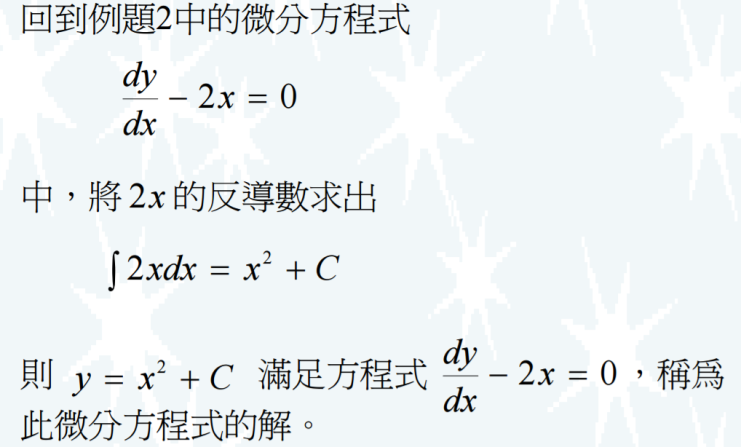 回到例題2中的微分方程式
dy/dx − 2x = 0
中，將 2x 的反導數求出
∫ 2xdx = x² + C
則 y = x² + C 滿足方程式 dy/dx − 2x = 0，稱爲
此微分方程式的解。